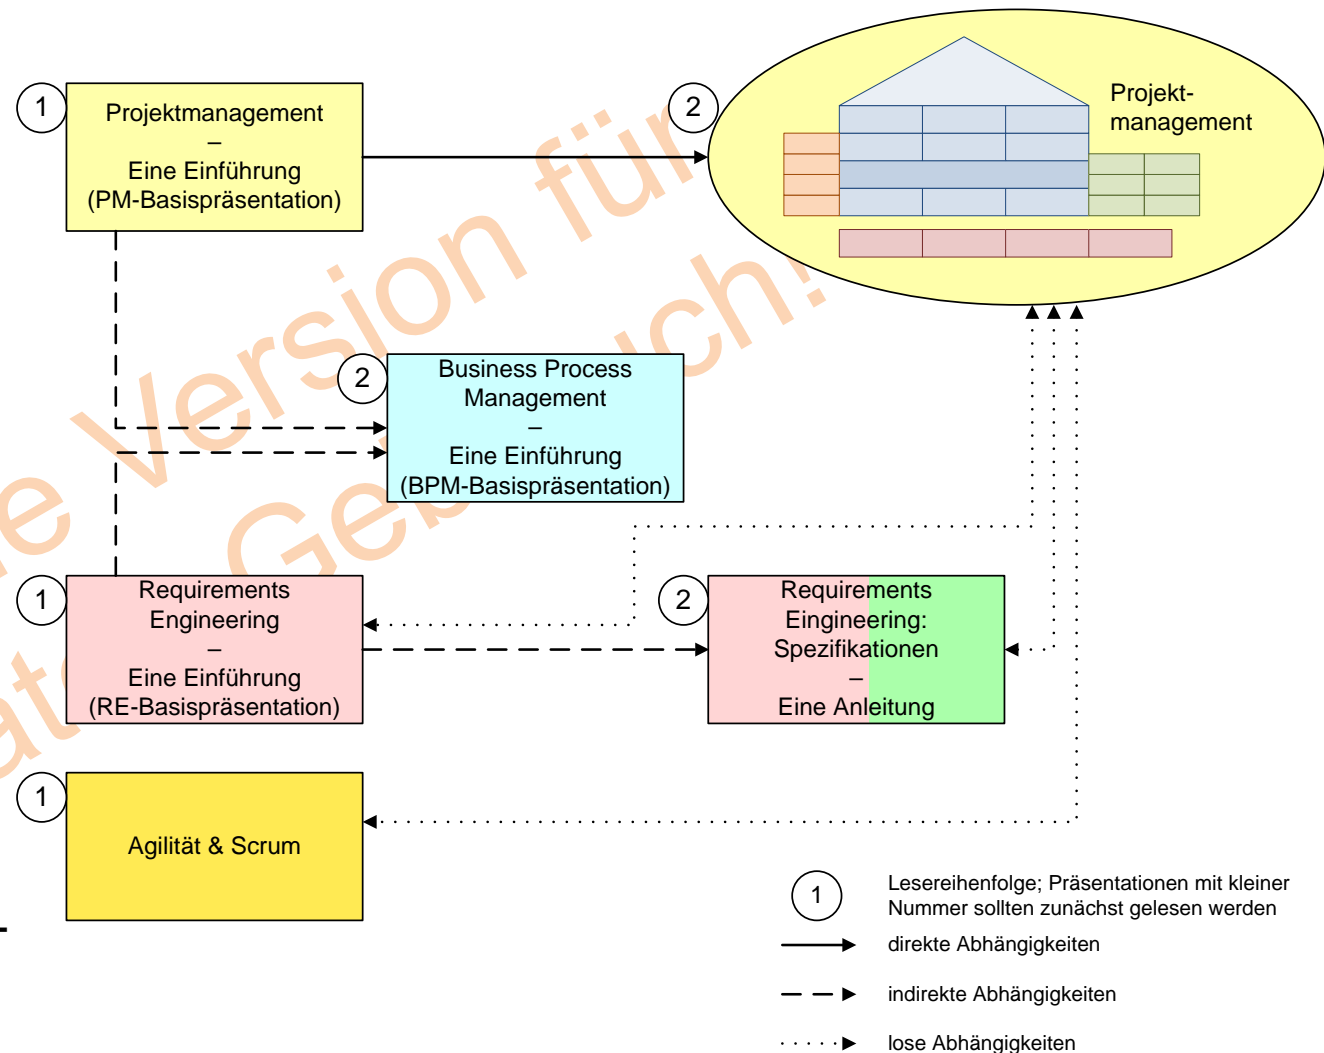 1
Projektmanagement
–
Eine Einführung
(PM-Basispräsentation)
2
Projekt-
management
2
Business Process
Management
–
Eine Einführung
(BPM-Basispräsentation)
1
Requirements
Engineering
–
Eine Einführung
(RE-Basispräsentation)
2
Requirements
Eingineering:
Spezifikationen
–
Eine Anleitung
1
Agilität & Scrum
1
Lesereihenfolge; Präsentationen mit kleiner
Nummer sollten zunächst gelesen werden
direkte Abhängigkeiten
indirekte Abhängigkeiten
lose Abhängigkeiten
Version für